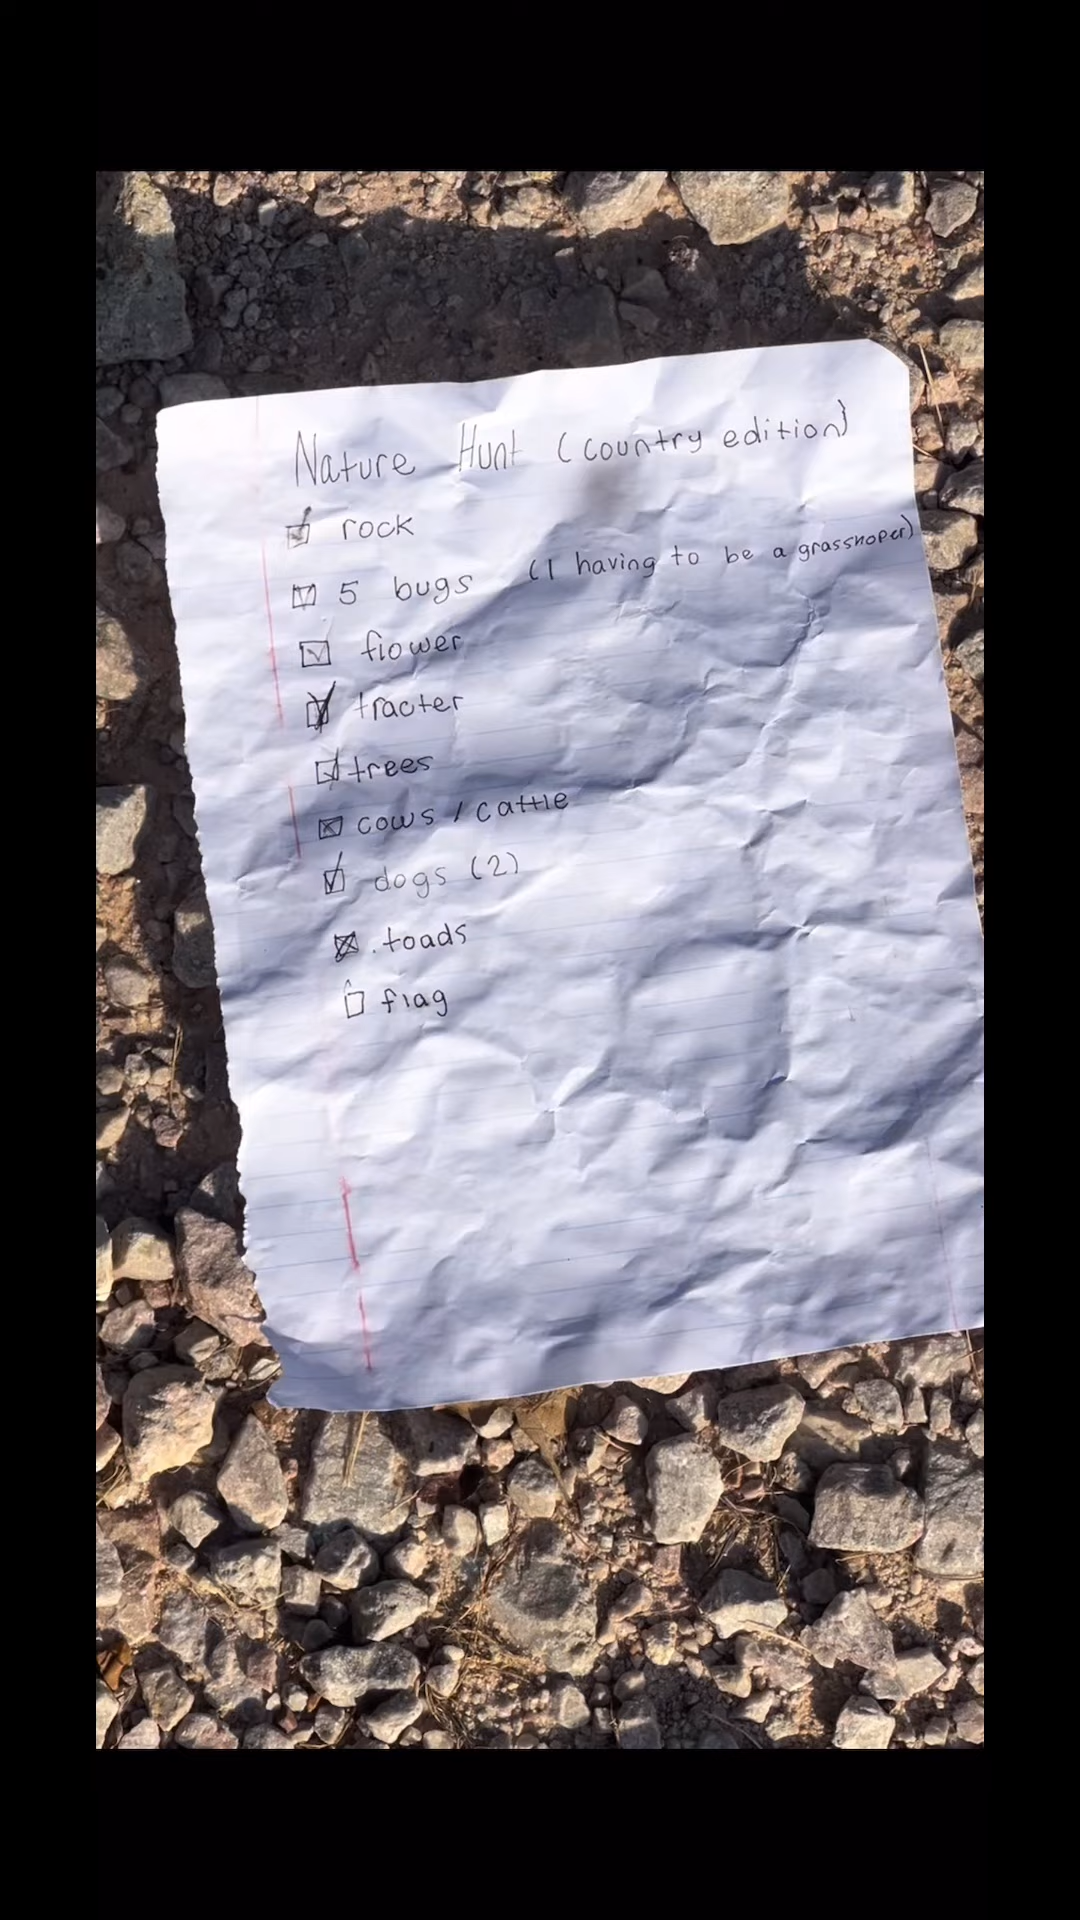 Nature Hunt (country edition)
rock
5 bugs (1 having to be a grasshoper)
flower
tracter
trees
cows / cattle
dogs (2)
toads
flag